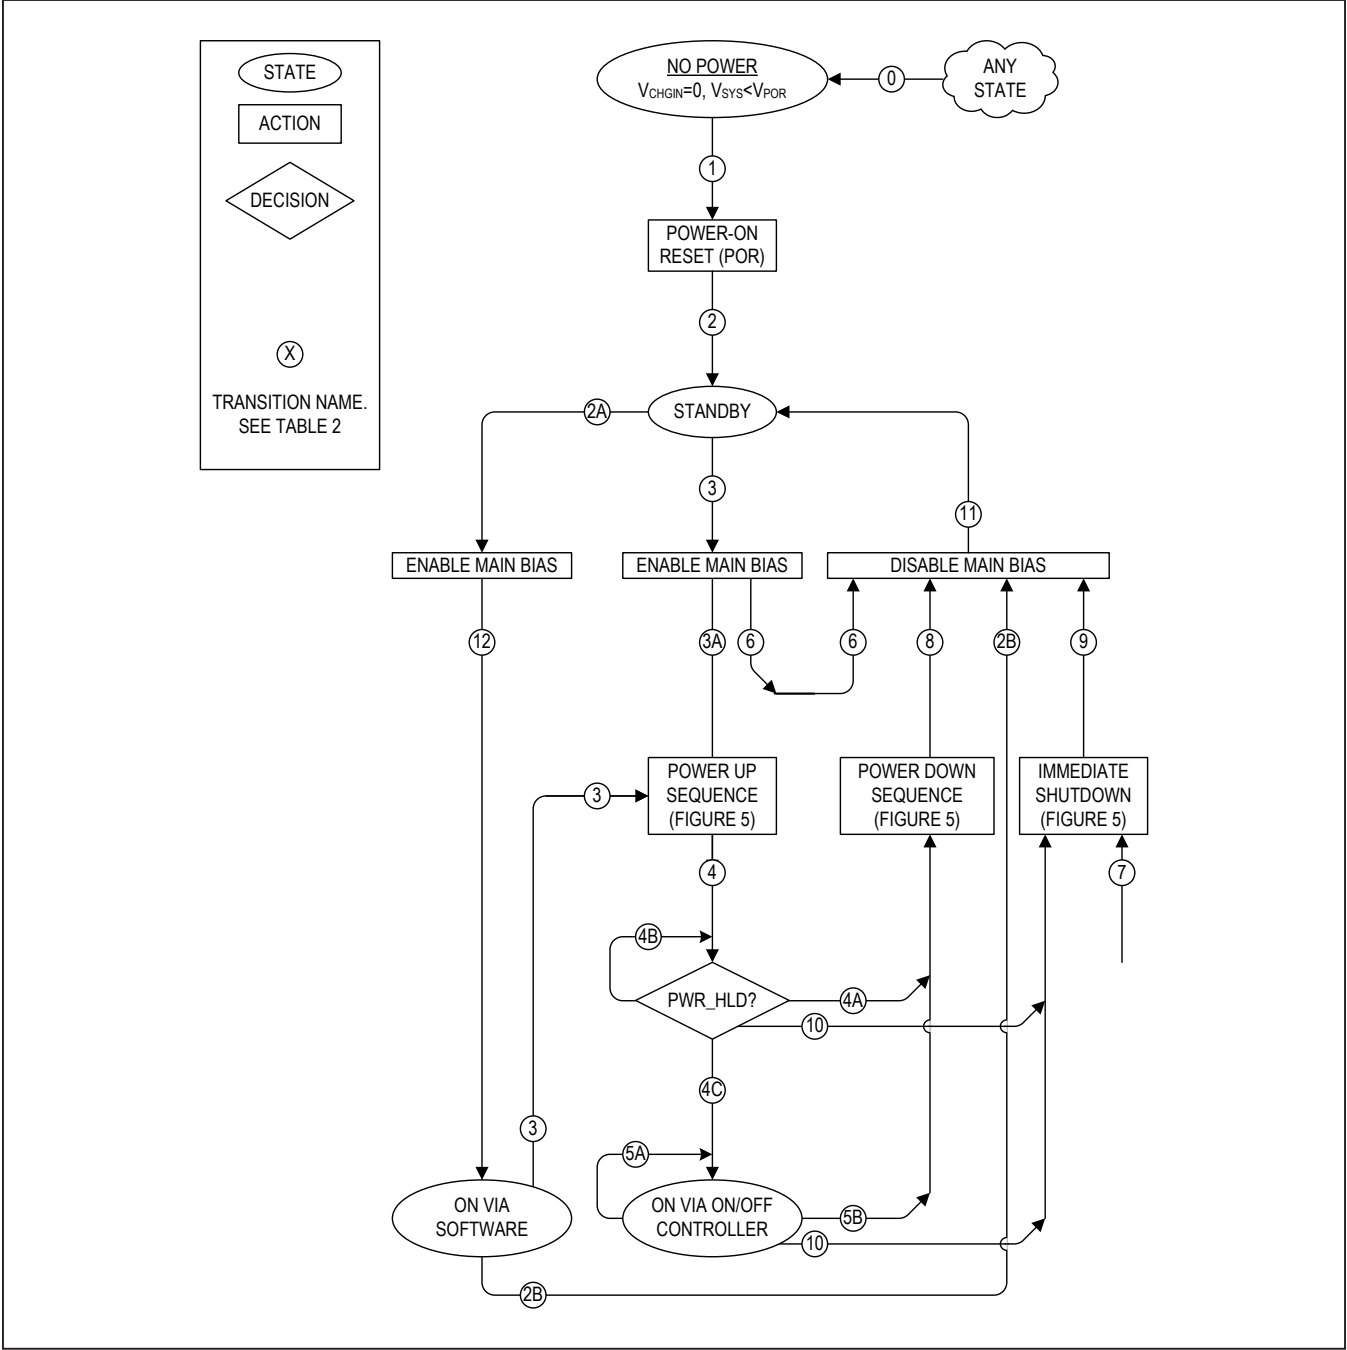 STATE
ACTION
DECISION
X
TRANSITION NAME.
SEE TABLE 2
NO POWER
VCHGIN=0, VSYS<VPOR
0
ANY
STATE
1
POWER-ON
RESET (POR)
2
2A
STANDBY
3
11
ENABLE MAIN BIAS
ENABLE MAIN BIAS
DISABLE MAIN BIAS
12
3A
6
6
8
2B
9
3
POWER UP
SEQUENCE
(FIGURE 5)
POWER DOWN
SEQUENCE
(FIGURE 5)
IMMEDIATE
SHUTDOWN
(FIGURE 5)
4
7
4B
PWR_HLD?
4A
10
4C
3
5A
ON VIA
SOFTWARE
ON VIA ON/OFF
CONTROLLER
5B
10
2B